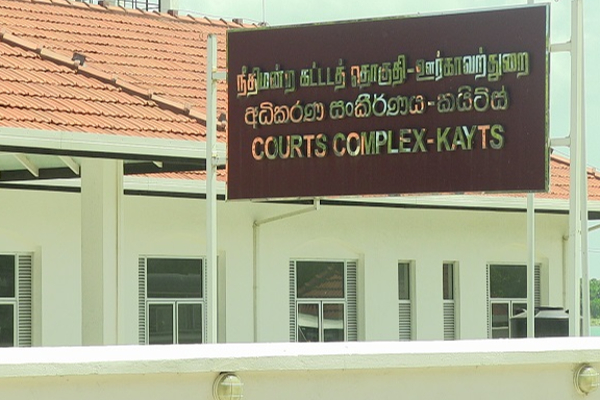 நீதிமன்ற கட்டடத் தொகுதி-ஊர்காவற்துறை
අධිකරණ සංකීර්ණය-කයිට්ස්
COURTS COMPLEX-KAYTS